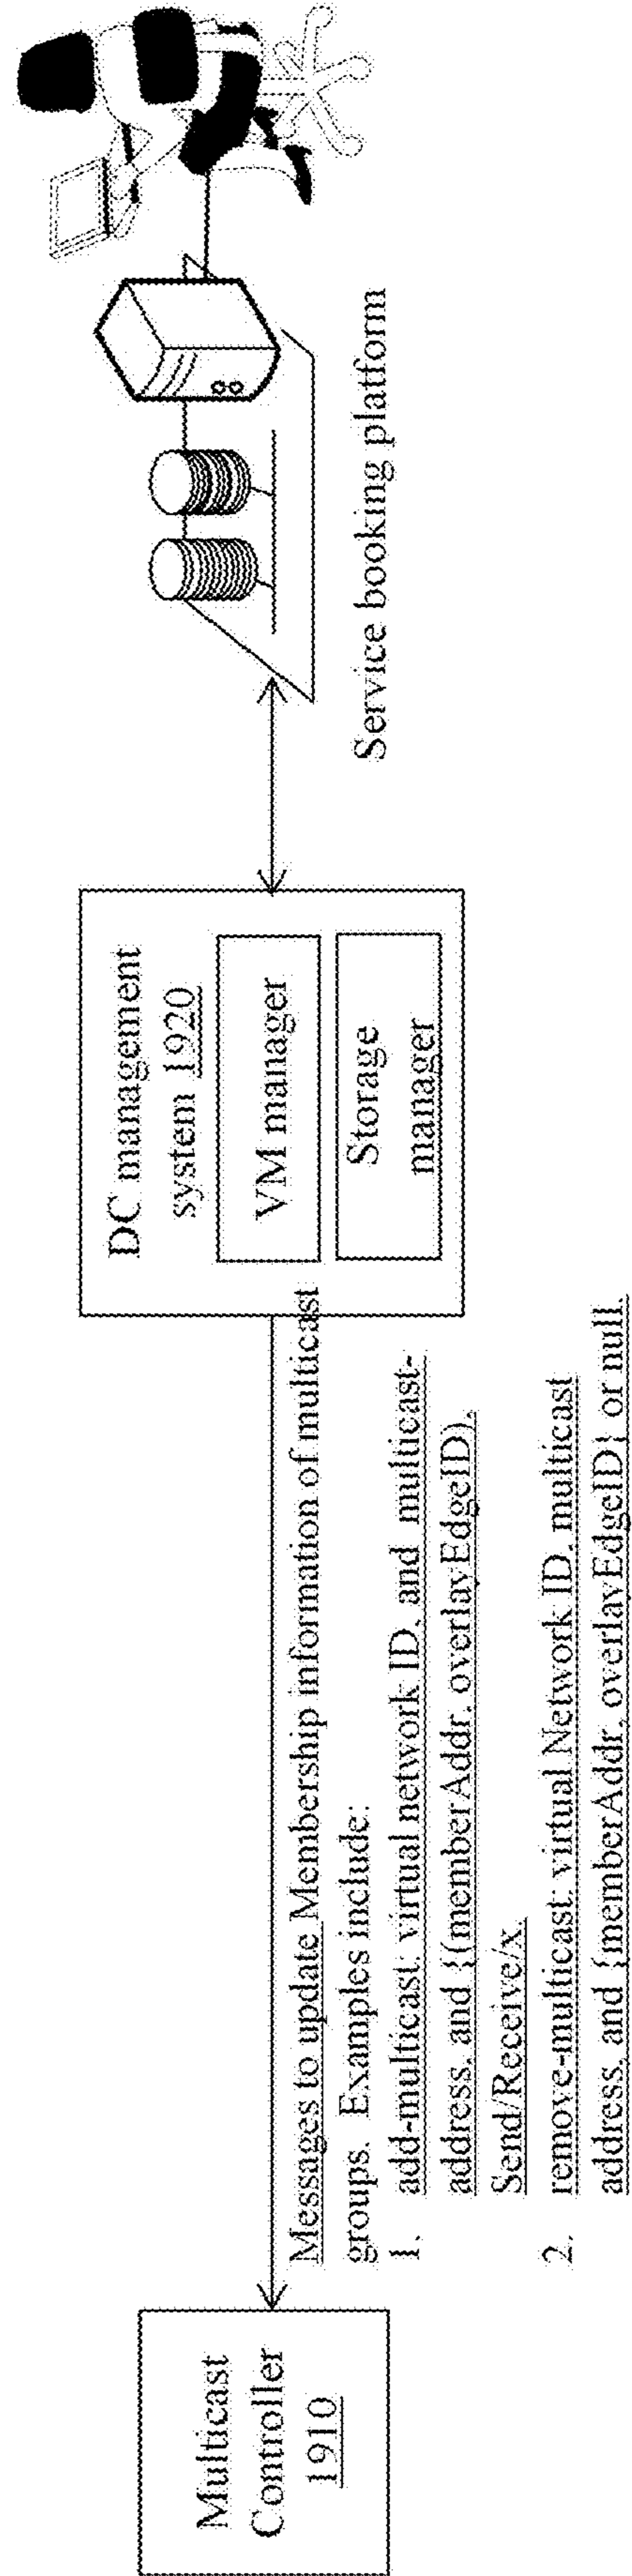 Multicast
Controller
1910
Messages to update Membership information of multicast
groups. Examples include:
1. add-multicast: virtual network ID, and multicast-
address, and {(memberAddr, overlayEdgeID),
Send/Receive/x.
2. remove-multicast: virtual Network ID, multicast
address, and {memberAddr, overlayEdgeID} or null.
DC management
system 1920
VM manager
Storage
manager
Service booking platform